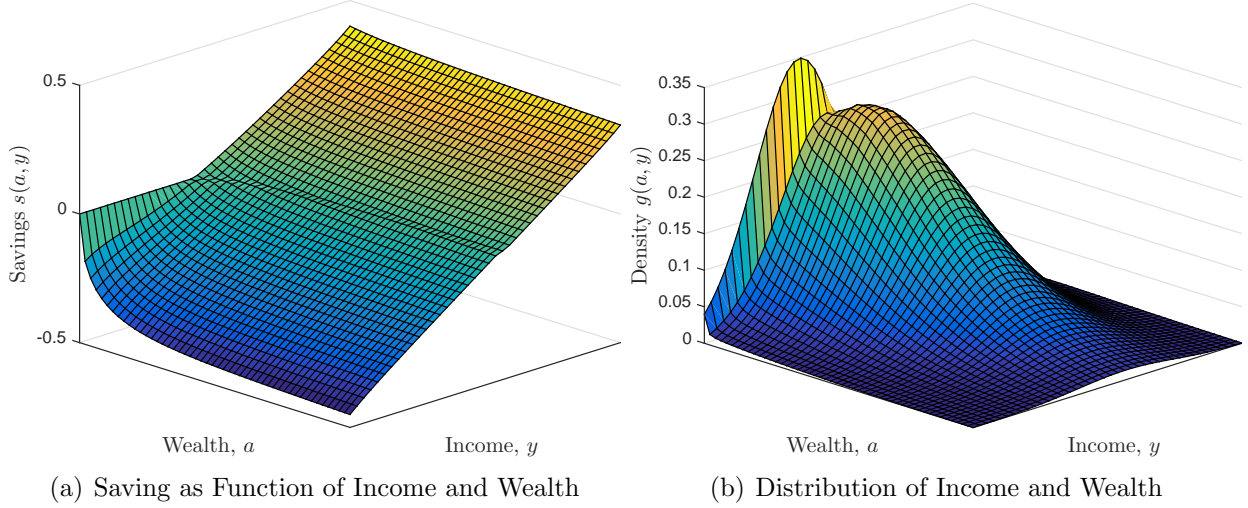 0.5
0
-0.5
Savings s(a, y)
Wealth, a
Income, y
(a) Saving as Function of Income and Wealth
0.35
0.3
0.25
0.2
0.15
0.1
0.05
0
Density g(a, y)
Wealth, a
Income, y
(b) Distribution of Income and Wealth